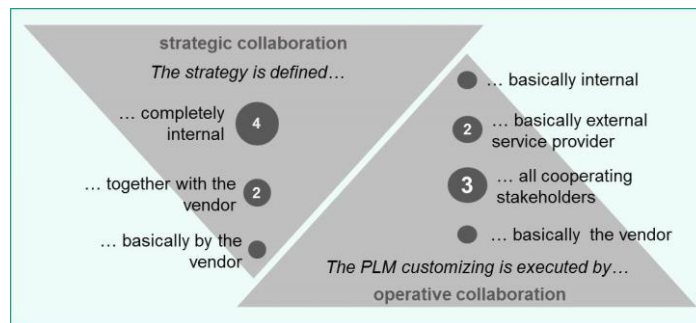 strategic collaboration
The strategy is defined…
… completely
internal
4
… together with the
vendor
2
… basically by the
vendor
… basically internal
2
… basically external
service provider
3
… all cooperating
stakeholders
… basically the vendor
The PLM customizing is executed by…
operative collaboration